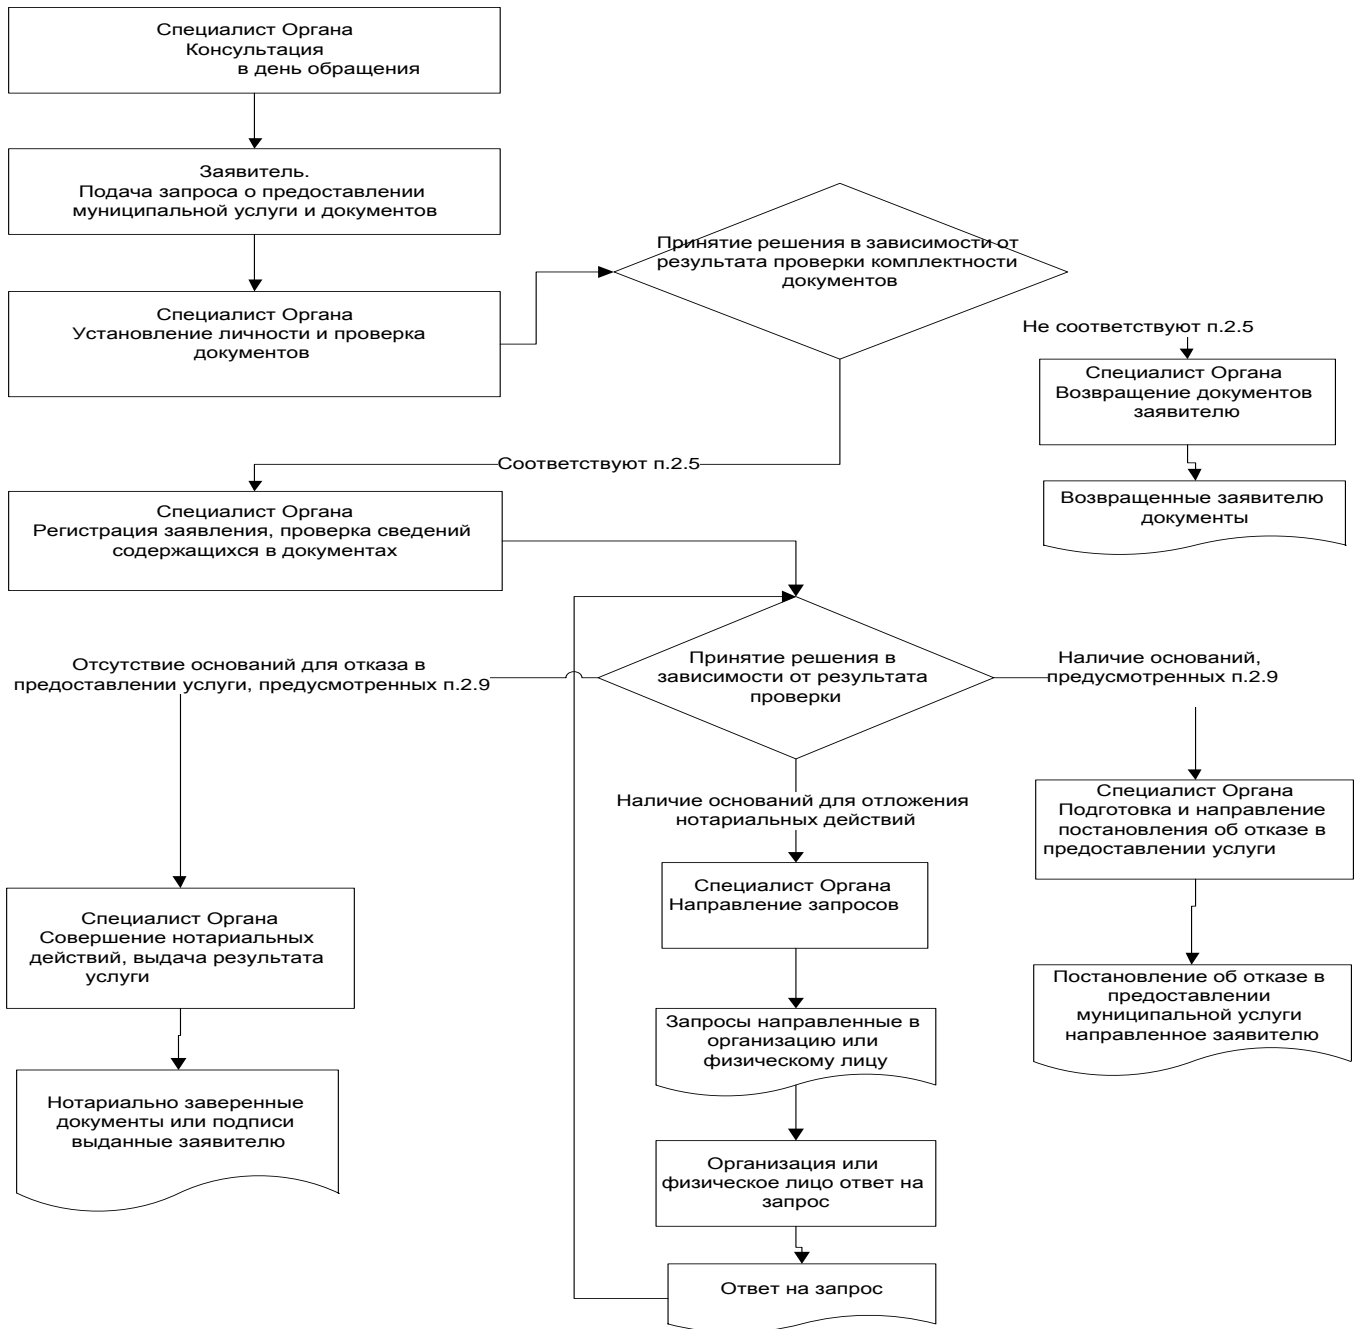 Специалист Органа
Консультация
в день обращения
Заявитель.
Подача запроса о предоставлении
муниципальной услуги и документов
Специалист Органа
Установление личности и проверка
документов
Принятие решения в зависимости от
результата проверки комплектности
документов
Не соответствуют п.2.5
Специалист Органа
Возвращение документов
заявителю
Возвращенные заявителю
документы
Соответствуют п.2.5
Специалист Органа
Регистрация заявления, проверка сведений
содержащихся в документах
Принятие решения в
зависимости от результата
проверки
Отсутствие оснований для отказа в
предоставлении услуги, предусмотренных п.2.9
Наличие оснований,
предусмотренных п.2.9
Наличие оснований для отложения
нотариальных действий
Специалист Органа
Подготовка и направление
постановления об отказе в
предоставлении услуги
Специалист Органа
Направление запросов
Специалист Органа
Совершение нотариальных
действий, выдача результата
услуги
Постановление об отказе в
предоставлении
муниципальной услуги
направленное заявителю
Запросы направленные в
организацию или
физическому лицу
Нотариально заверенные
документы или подписи
выданные заявителю
Организация или
физическое лицо ответ на
запрос
Ответ на запрос